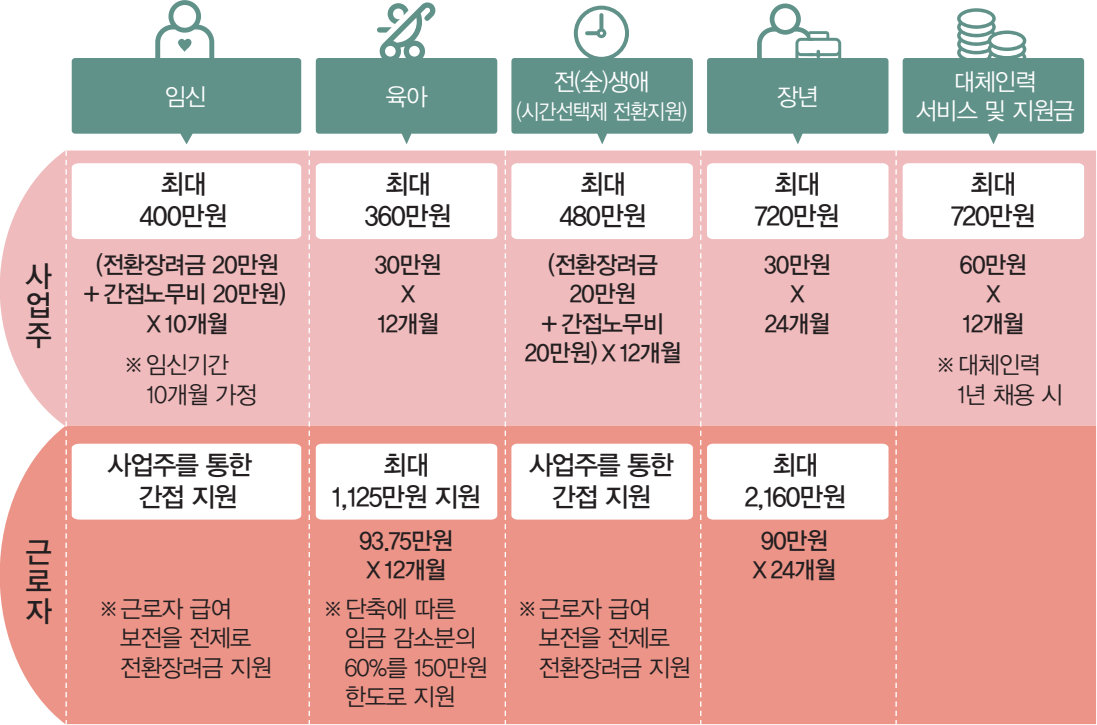 임신
육아
전(全)생애
(시간선택제 전환지원)
장년
대체인력
서비스 및 지원금
사업주
최대
400만원
(전환장려금 20만원
+ 간접노무비 20만원)
X 10개월
※ 임신기간
10개월 가정
최대
360만원
30만원
X
12개월
최대
480만원
(전환장려금
20만원
+ 간접노무비
20만원) X 12개월
최대
720만원
30만원
X
24개월
최대
720만원
60만원
X
12개월
※ 대체인력
1년 채용 시
근로자
사업주를 통한
간접 지원
※ 근로자 급여
보전을 전제로
전환장려금 지원
최대
1,125만원 지원
93.75만원
X 12개월
※ 단축에 따른
임금 감소분의
60%를 150만원
한도로 지원
사업주를 통한
간접 지원
※ 근로자 급여
보전을 전제로
전환장려금 지원
최대
2,160만원
90만원
X 24개월